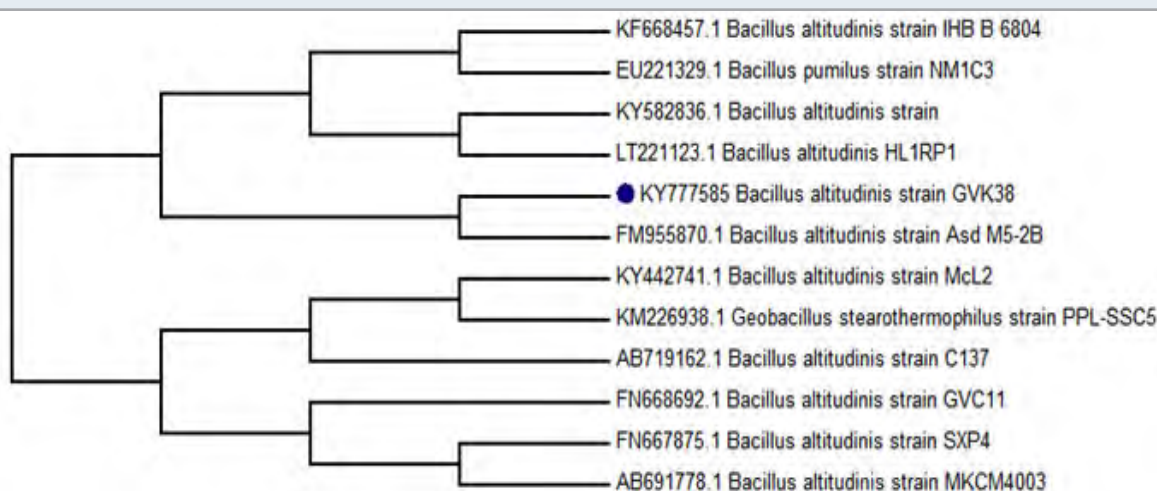 KF668457.1 Bacillus altitudinis strain IHB B 6804
EU221329.1 Bacillus pumilus strain NM1C3
KY582836.1 Bacillus altitudinis strain
LT221123.1 Bacillus altitudinis HL1RP1
KY777585 Bacillus altitudinis strain GVK38
FM955870.1 Bacillus altitudinis strain Asd M5-2B
KY442741.1 Bacillus altitudinis strain McL2
KM226938.1 Geobacillus stearothermophilus strain PPL-SSC5
AB719162.1 Bacillus altitudinis strain C137
FN668692.1 Bacillus altitudinis strain GVC11
FN667875.1 Bacillus altitudinis strain SXP4
AB691778.1 Bacillus altitudinis strain MKCM4003